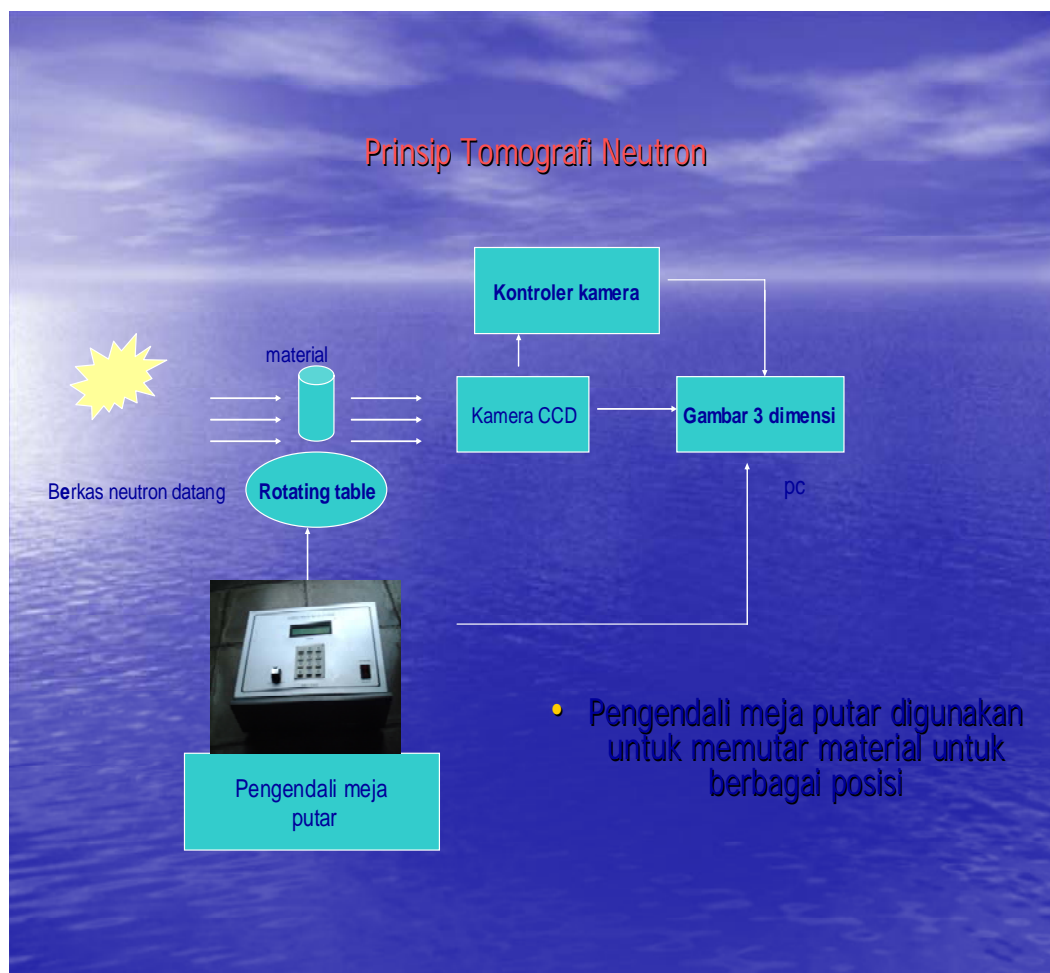 Prinsip Tomografi Neutron
Kontroler kamera
material
Kamera CCD
Gambar 3 dimensi
Berkas neutron datang
Rotating table
pc
Pengendali meja
putar
• Pengendali meja putar digunakan
untuk memutar material untuk
berbagai posisi